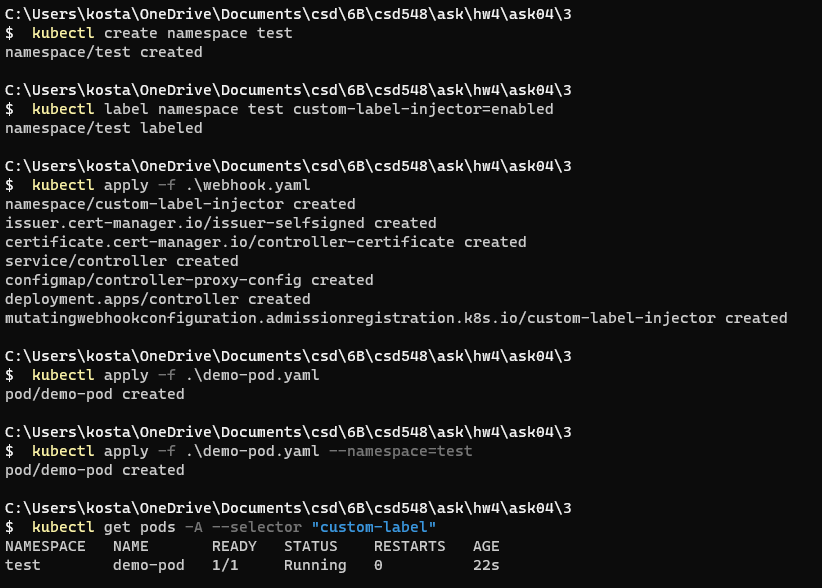 C:\Users\kosta\OneDrive\Documents\csd\6B\csd548\ask\hw4\ask04\3
$  kubectl create namespace test
namespace/test created
C:\Users\kosta\OneDrive\Documents\csd\6B\csd548\ask\hw4\ask04\3
$  kubectl label namespace test custom-label-injector=enabled
namespace/test labeled
C:\Users\kosta\OneDrive\Documents\csd\6B\csd548\ask\hw4\ask04\3
$  kubectl apply -f .\webhook.yaml
namespace/custom-label-injector created
issuer.cert-manager.io/issuer-selfsigned created
certificate.cert-manager.io/controller-certificate created
service/controller created
configmap/controller-proxy-config created
deployment.apps/controller created
mutatingwebhookconfiguration.admissionregistration.k8s.io/custom-label-injector created
C:\Users\kosta\OneDrive\Documents\csd\6B\csd548\ask\hw4\ask04\3
$  kubectl apply -f .\demo-pod.yaml
pod/demo-pod created
C:\Users\kosta\OneDrive\Documents\csd\6B\csd548\ask\hw4\ask04\3
$  kubectl apply -f .\demo-pod.yaml --namespace=test
pod/demo-pod created
C:\Users\kosta\OneDrive\Documents\csd\6B\csd548\ask\hw4\ask04\3
$  kubectl get pods -A --selector "custom-label"
NAMESPACE   NAME       READY   STATUS    RESTARTS   AGE
test        demo-pod   1/1     Running   0          22s